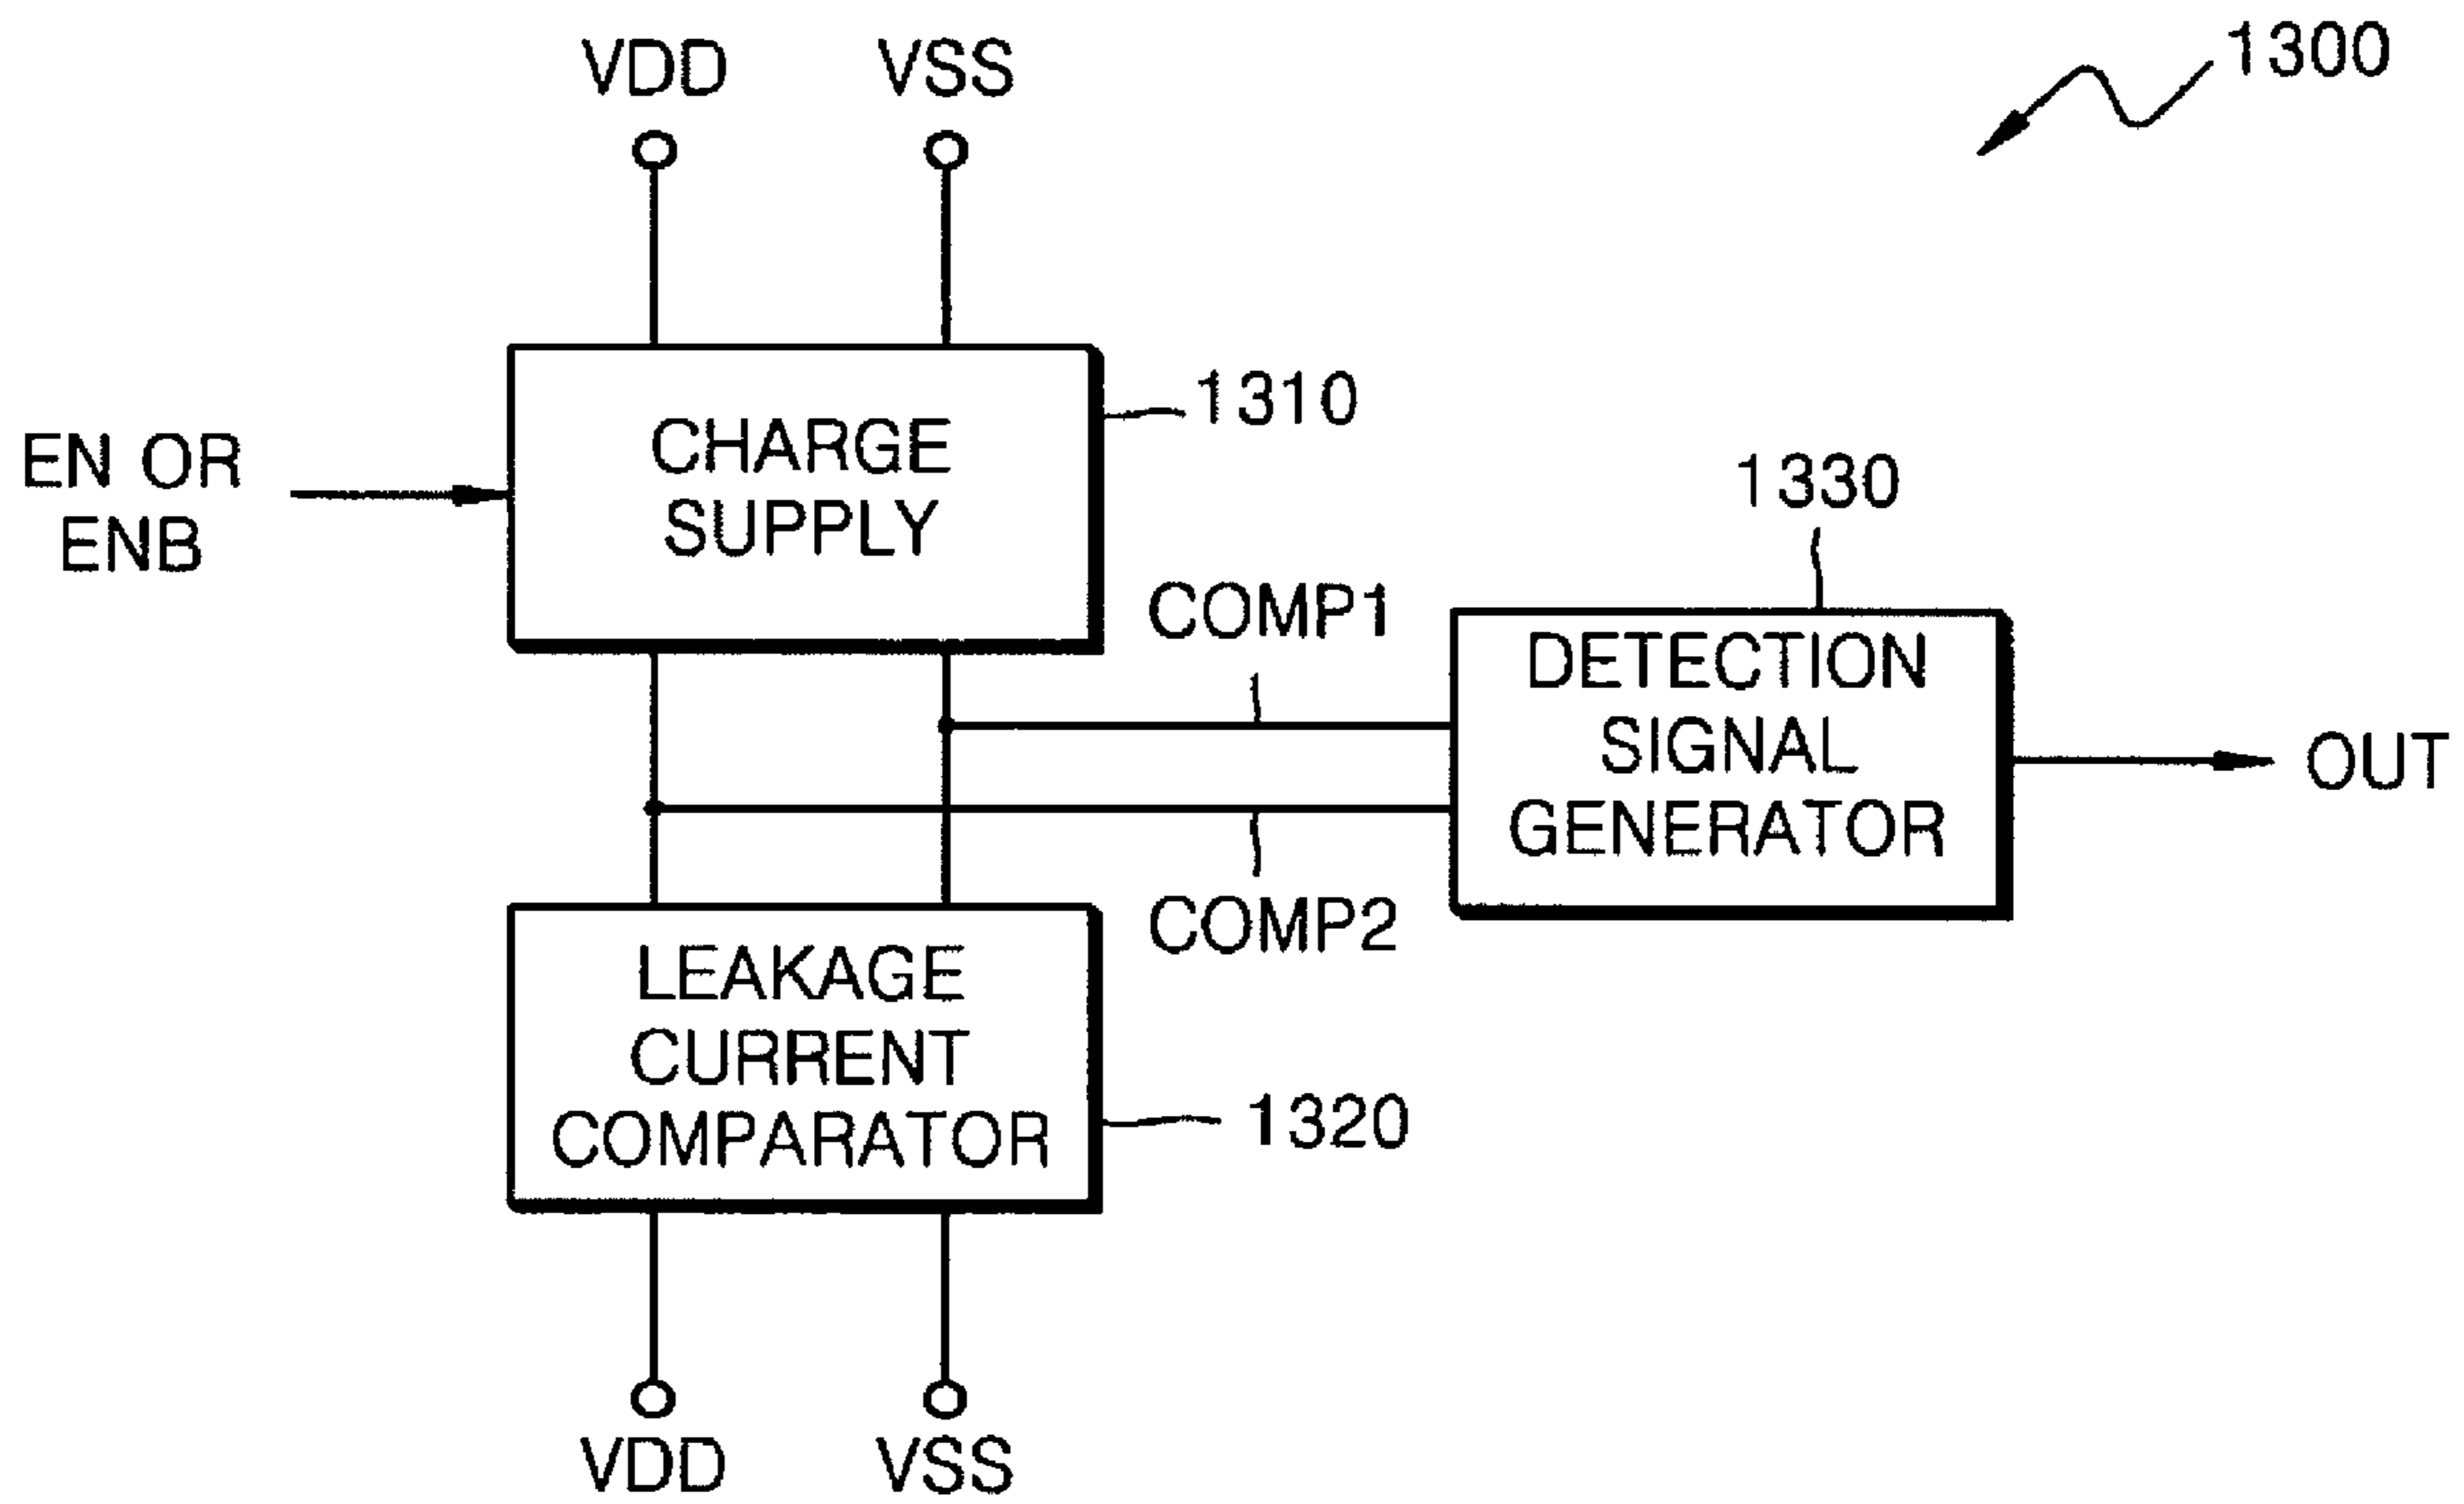 VDD
VSS
1300
EN OR
ENB
CHARGE
SUPPLY
1310
1330
COMP1
DETECTION
SIGNAL
GENERATOR
OUT
COMP2
LEAKAGE
CURRENT
COMPARATOR
1320
VDD
VSS